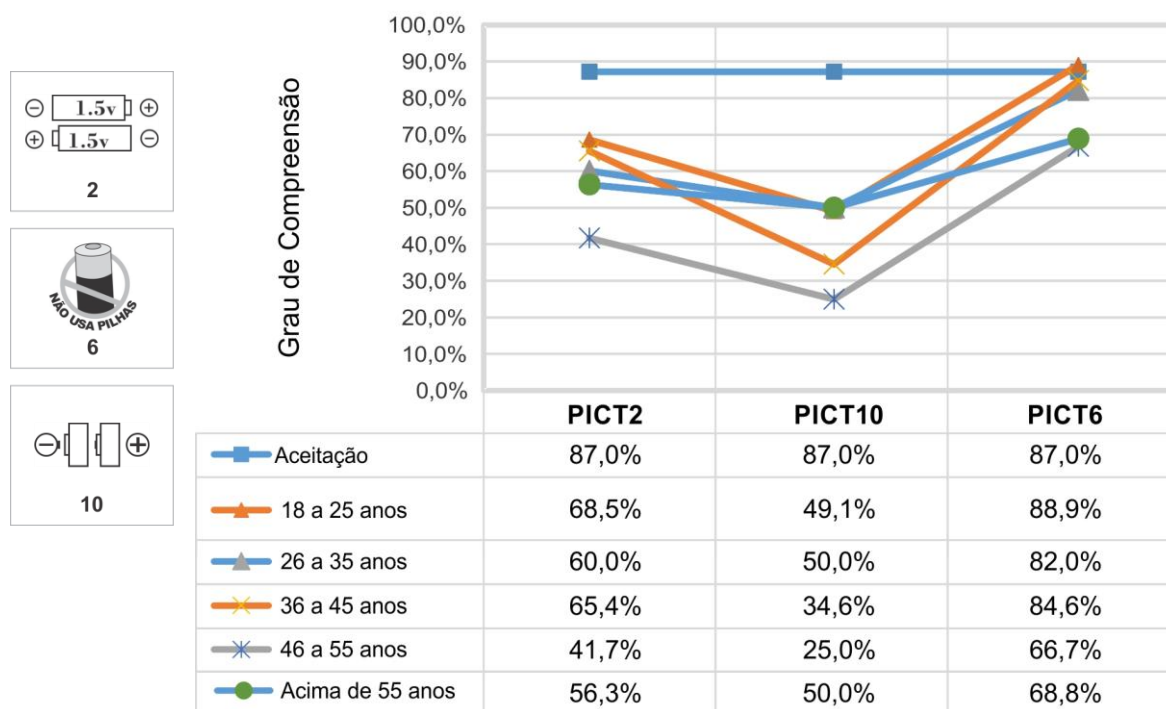 ⊖ 1.5v ⊕
⊕ 1.5v ⊖
2
NÃO USA PILHAS
6
⊖ ⊕
10
Grau de Compreensão
100,0%
90,0%
80,0%
70,0%
60,0%
50,0%
40,0%
30,0%
20,0%
10,0%
0,0%
PICT2 PICT10 PICT6
Aceitação 87,0% 87,0% 87,0%
18 a 25 anos 68,5% 49,1% 88,9%
26 a 35 anos 60,0% 50,0% 82,0%
36 a 45 anos 65,4% 34,6% 84,6%
46 a 55 anos 41,7% 25,0% 66,7%
Acima de 55 anos 56,3% 50,0% 68,8%